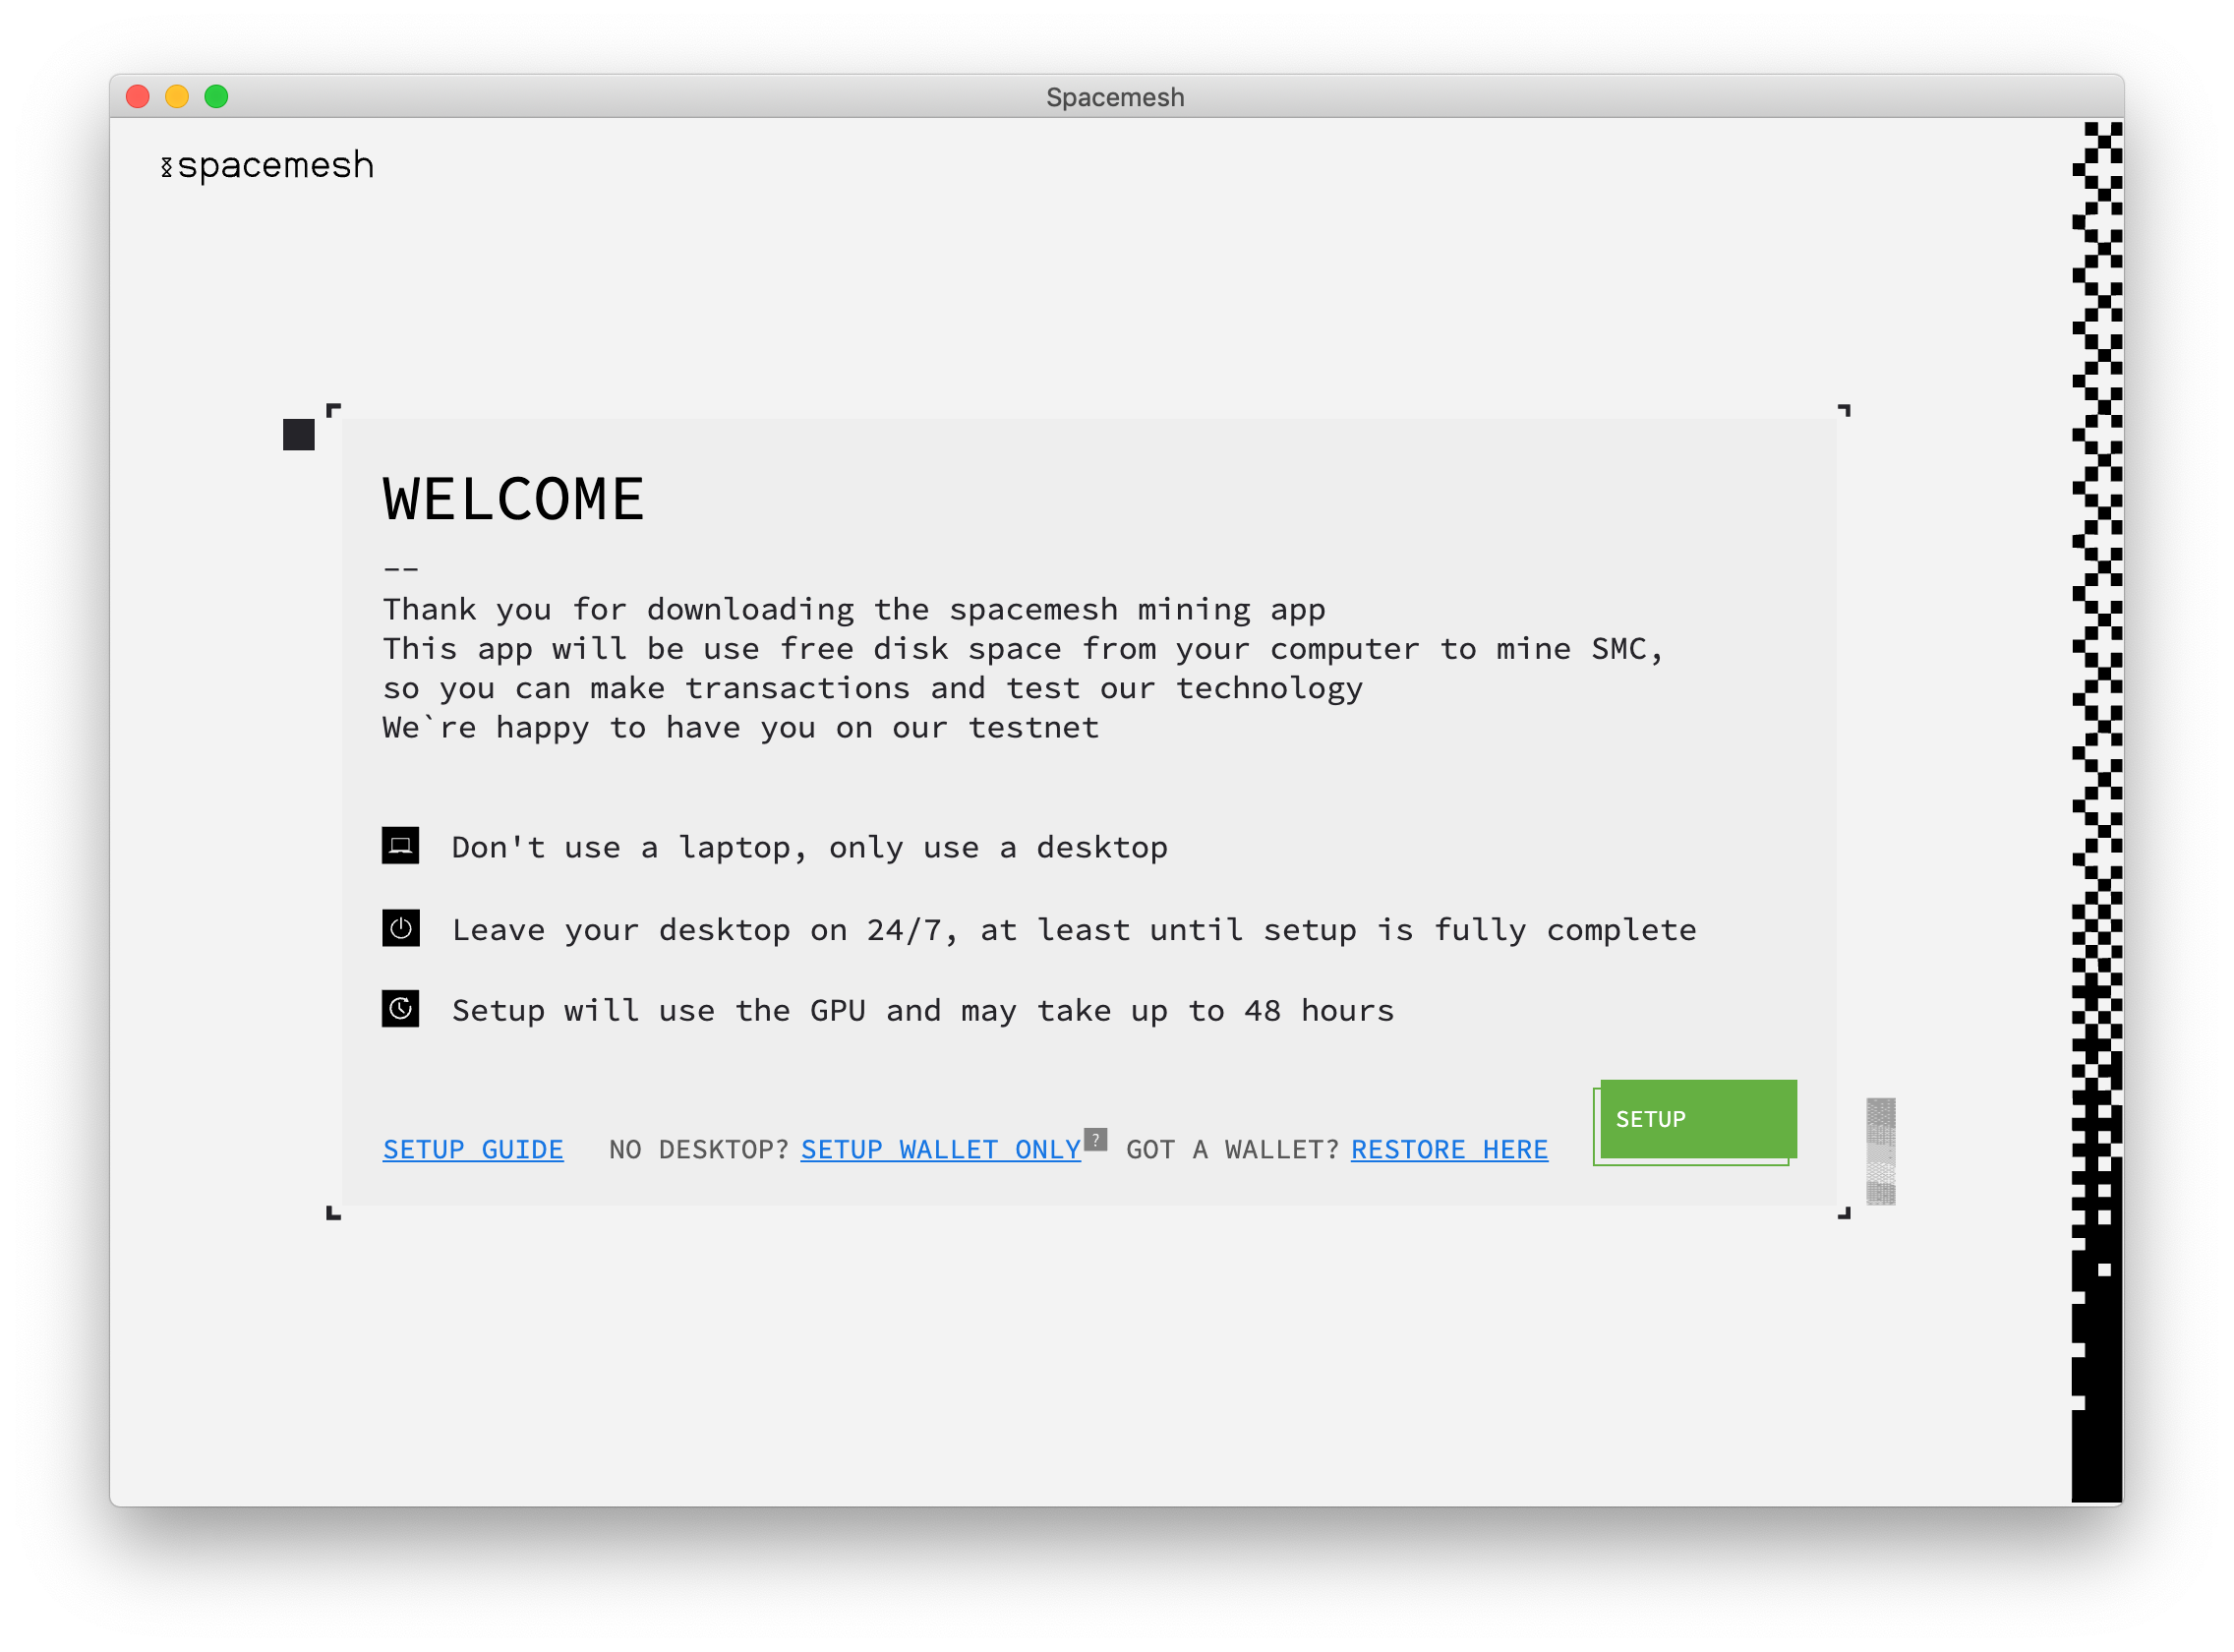 Spacemesh
spacemesh
WELCOME
--
Thank you for downloading the spacemesh mining app
This app will be use free disk space from your computer to mine SMC,
so you can make transactions and test our technology
We`re happy to have you on our testnet
Don't use a laptop, only use a desktop
Leave your desktop on 24/7, at least until setup is fully complete
Setup will use the GPU and may take up to 48 hours
SETUP
SETUP GUIDE NO DESKTOP? SETUP WALLET ONLY ? GOT A WALLET? RESTORE HERE